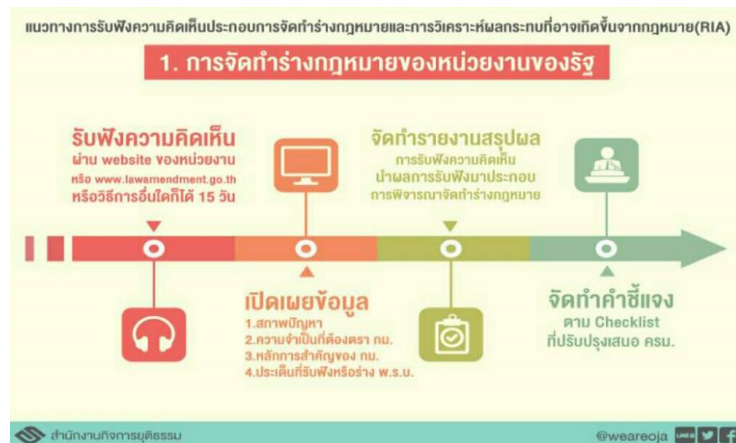 แนวทางการรับฟังความคิดเห็นประกอบการจัดทำร่างกฎหมายและการวิเคราะห์ผลกระทบที่อาจเกิดขึ้นจากกฎหมาย(RIA)
1. การจัดทำร่างกฎหมายของหน่วยงานของรัฐ
รับฟังความคิดเห็น
ผ่าน website ของหน่วยงาน
หรือ www.lawamendment.go.th
หรือวิธีการอื่นใดก็ได้ 15 วัน
เปิดเผยข้อมูล
1.สภาพปัญหา
2.ความจำเป็นที่ต้องตรา กม.
3.หลักการสำคัญของ กม.
4.ประเด็นที่รับฟังหรือร่าง พ.ร.บ.
จัดทำรายงานสรุปผล
การรับฟังความคิดเห็น
นำผลการรับฟังมาประกอบ
การพิจารณาจัดทำร่างกฎหมาย
จัดทำคำชี้แจง
ตาม Checklist
ที่ปรับปรุงเสนอ ครม.
สำนักงานกิจการยุติธรรม
@weareoja